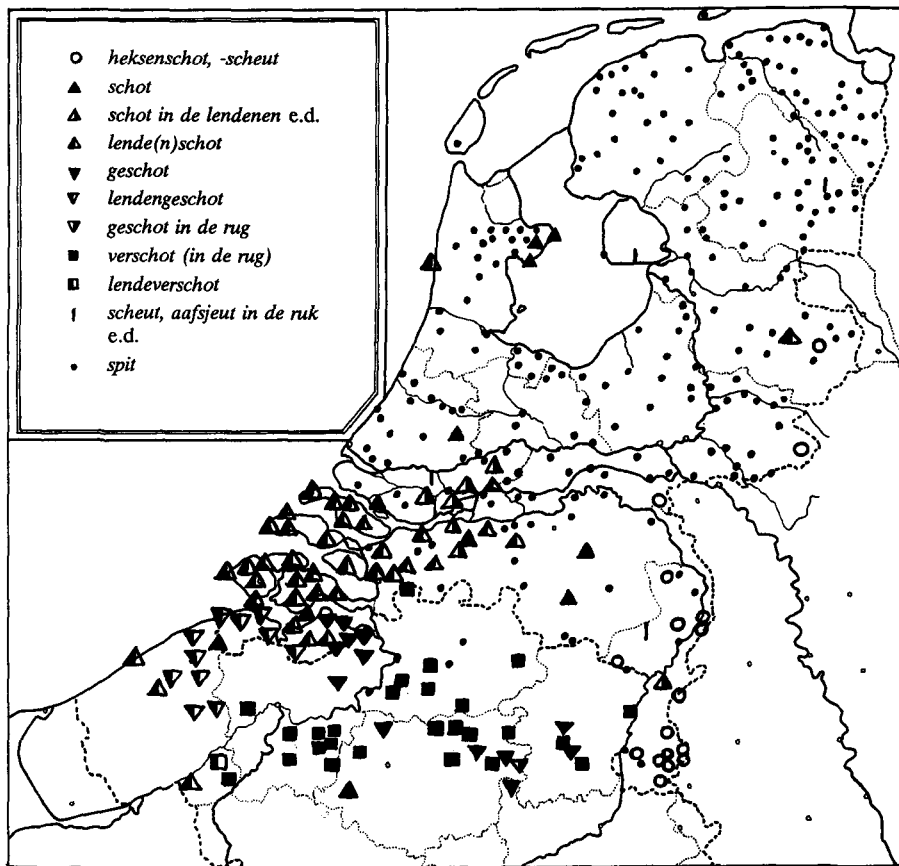 heksenschot, -scheut
schot
schot in de lendenen e.d.
lende(n)schot
geschot
lendengeschot
geschot in de rug
verschot (in de rug)
lendeverschot
scheut, aafsjeut in de ruk
e.d.
spit